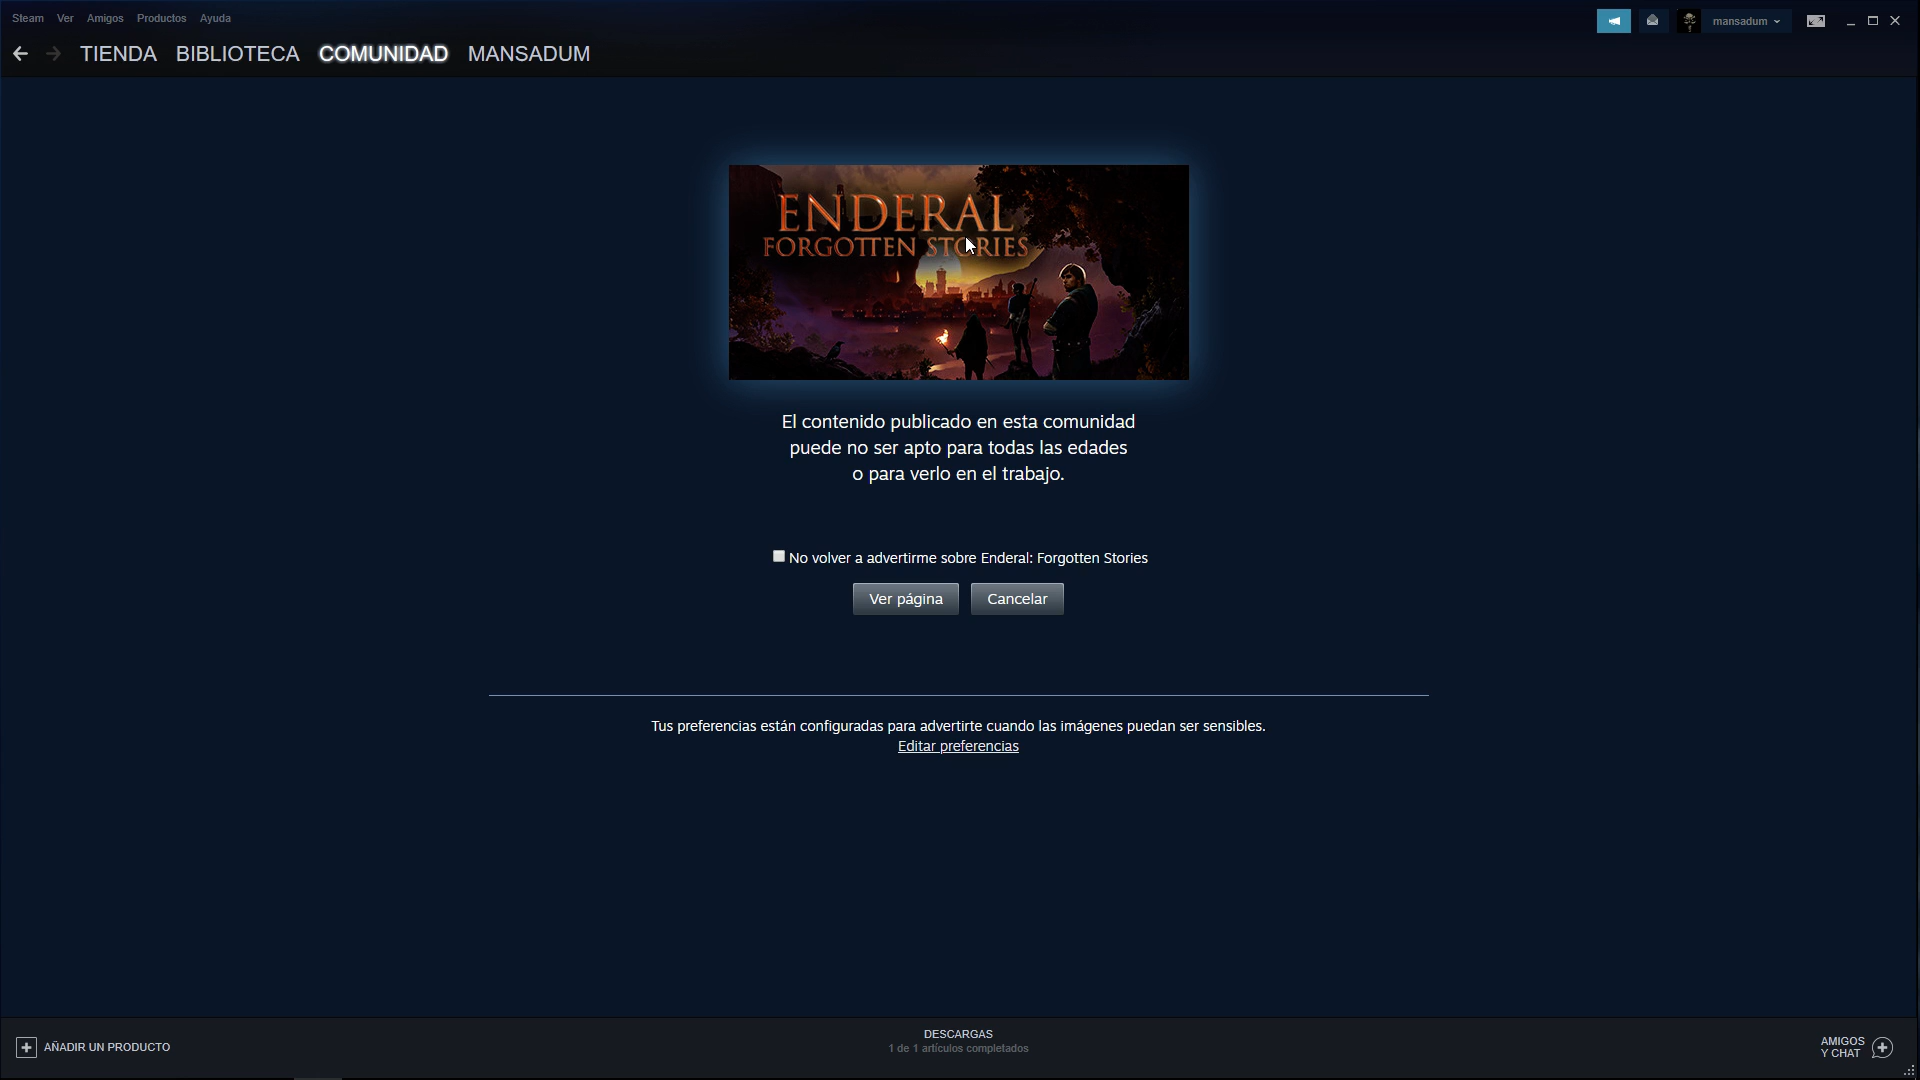 Steam Ver Amigos Productos Ayuda
mansadum
TIENDA BIBLIOTECA COMUNIDAD MANSADUM
ENDERAL
FORGOTTEN STORIES
El contenido publicado en esta comunidad
puede no ser apto para todas las edades
o para verlo en el trabajo.
No volver a advertirme sobre Enderal: Forgotten Stories
Ver página Cancelar
Tus preferencias están configuradas para advertirte cuando las imágenes puedan ser sensibles.
Editar preferencias
AÑADIR UN PRODUCTO
DESCARGAS
1 de 1 artículos completados
AMIGOS
Y CHAT